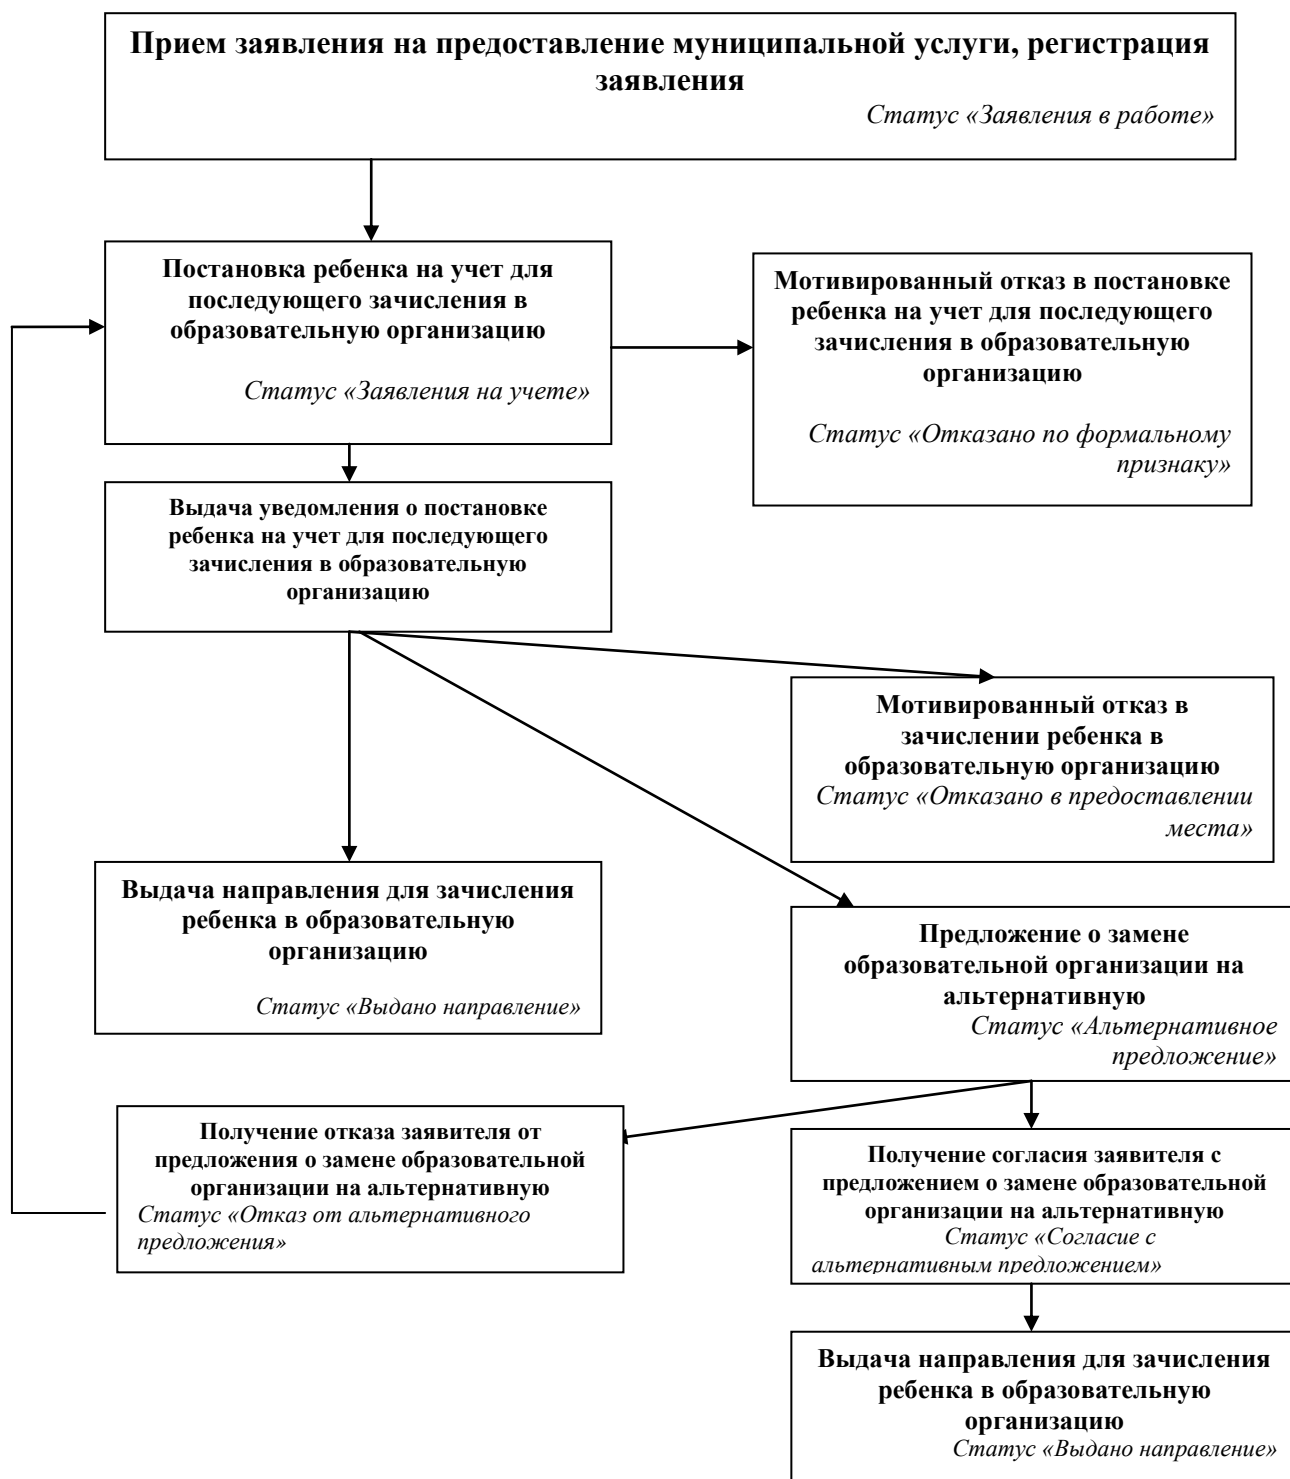 Прием заявления на предоставление муниципальной услуги, регистрация
заявления
Статус «Заявления в работе»
Постановка ребенка на учет для
последующего зачисления в
образовательную организацию
Статус «Заявления на учете»
Мотивированный отказ в постановке
ребенка на учет для последующего
зачисления в образовательную
организацию
Статус «Отказано по формальному
признаку»
Выдача уведомления о постановке
ребенка на учет для последующего
зачисления в образовательную
организацию
Мотивированный отказ в
зачислении ребенка в
образовательную организацию
Статус «Отказано в предоставлении
места»
Выдача направления для зачисления
ребенка в образовательную
организацию
Статус «Выдано направление»
Предложение о замене
образовательной организации на
альтернативную
Статус «Альтернативное
предложение»
Получение отказа заявителя от
предложения о замене образовательной
организации на альтернативную
Статус «Отказ от альтернативного
предложения»
Получение согласия заявителя с
предложением о замене образовательной
организации на альтернативную
Статус «Согласие с
альтернативным предложением»
Выдача направления для зачисления
ребенка в образовательную
организацию
Статус «Выдано направление»